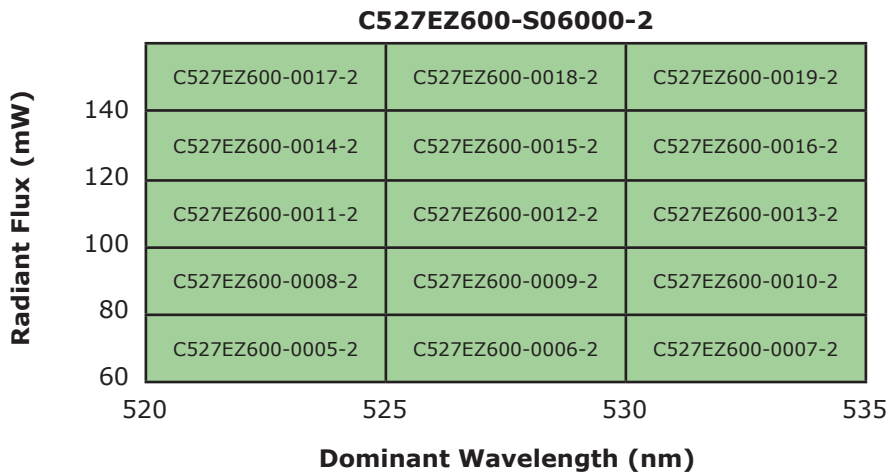 C527EZ600-S06000-2
C527EZ600-0017-2 C527EZ600-0018-2 C527EZ600-0019-2
140
C527EZ600-0014-2 C527EZ600-0015-2 C527EZ600-0016-2
120
C527EZ600-0011-2 C527EZ600-0012-2 C527EZ600-0013-2
100
C527EZ600-0008-2 C527EZ600-0009-2 C527EZ600-0010-2
80
C527EZ600-0005-2 C527EZ600-0006-2 C527EZ600-0007-2
60
520 525 530 535
Dominant Wavelength (nm)
Radiant Flux (mW)